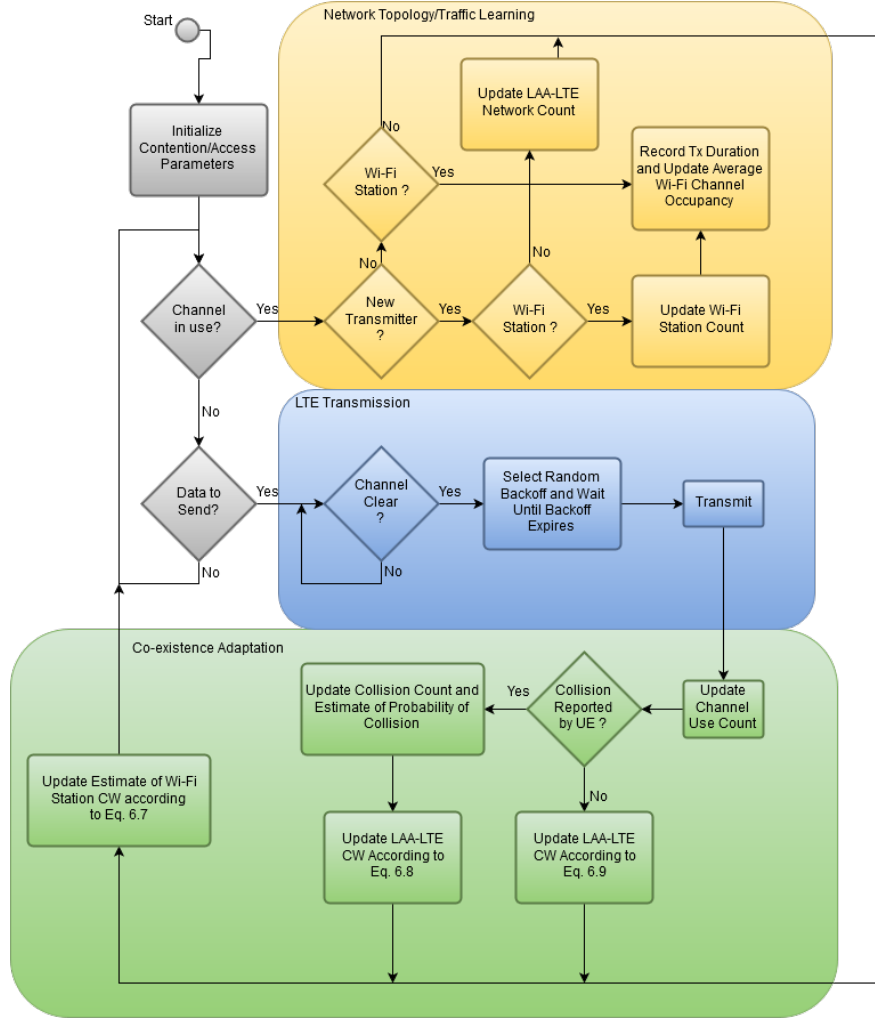 Start
Network Topology/Traffic Learning
Initialize
Contention/Access
Parameters
Update LAA-LTE
Network Count
No
Wi-Fi
Station ?
Yes
Record Tx Duration
and Update Average
Wi-Fi Channel
Occupancy
No
No
Channel
in use?
Yes
New
Transmitter
?
Yes
Wi-Fi
Station ?
Yes
Update Wi-Fi
Station Count
No
LTE Transmission
Data to
Send?
Yes
Channel
Clear
?
Yes
Select Random
Backoff and Wait
Until Backoff
Expires
Transmit
No
No
Co-existence Adaptation
Update Collision Count and
Estimate of Probability of
Collision
Yes
Collision
Reported
by UE ?
Update
Channel
Use Count
Update Estimate of Wi-Fi
Station CW according
to Eq. 6.7
No
Update LAA-LTE
CW According to
Eq. 6.8
Update LAA-LTE
CW According to
Eq. 6.9